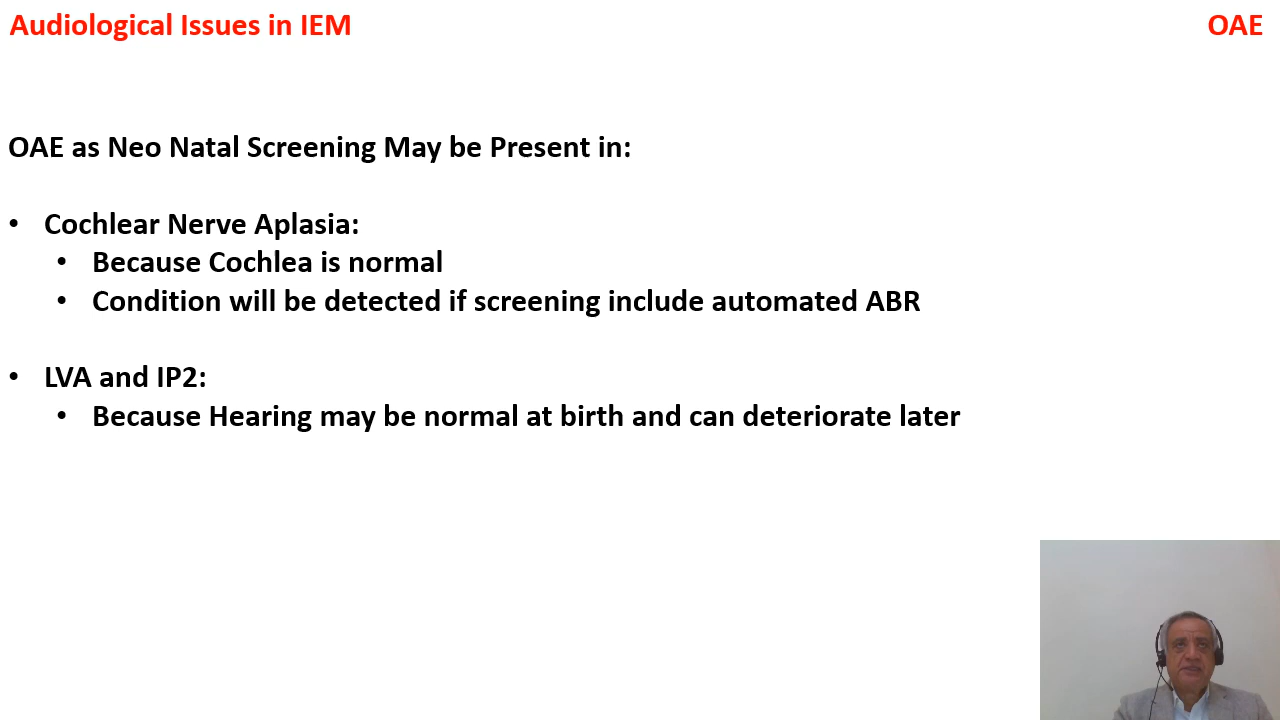 Audiological Issues in IEM
OAE
OAE as Neo Natal Screening May be Present in:
• Cochlear Nerve Aplasia:
• Because Cochlea is normal
• Condition will be detected if screening include automated ABR
• LVA and IP2:
• Because Hearing may be normal at birth and can deteriorate later